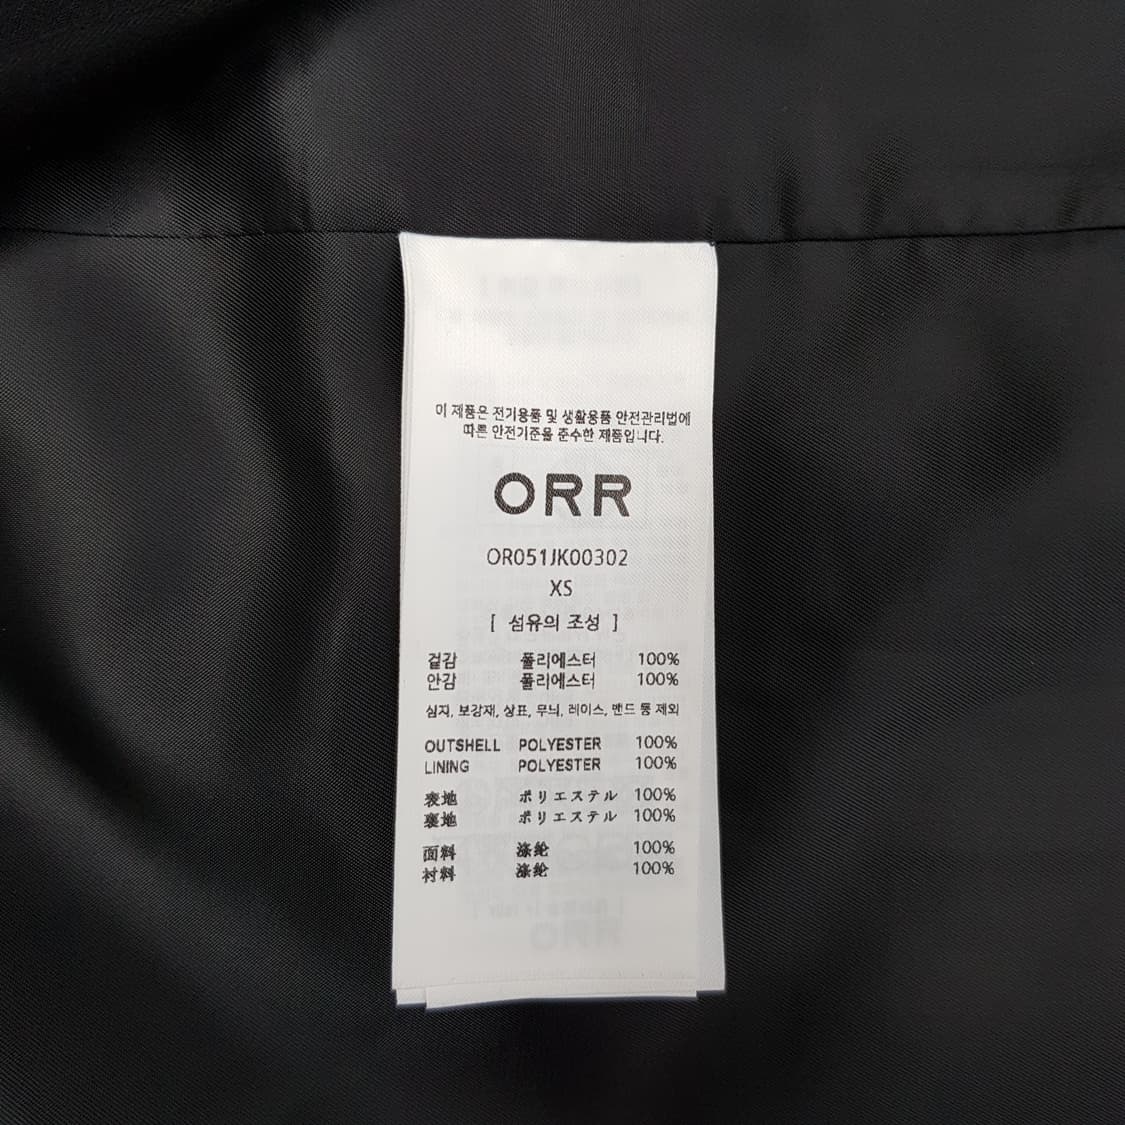 이 제품은 전기용품 및 생활용품 안전관리법에
따른 안전기준을 준수한 제품입니다.
ORR
OR051JK00302
XS
[ 섬유의 조성 ]
겉감 폴리에스터 100%
안감 폴리에스터 100%
심지, 보강재, 상표, 무늬, 레이스, 밴드 등 제외
OUTSHELL POLYESTER 100%
LINING POLYESTER 100%
表地 ポリエステル 100%
裏地 ポリエステル 100%
面料 涤纶 100%
衬料 涤纶 100%